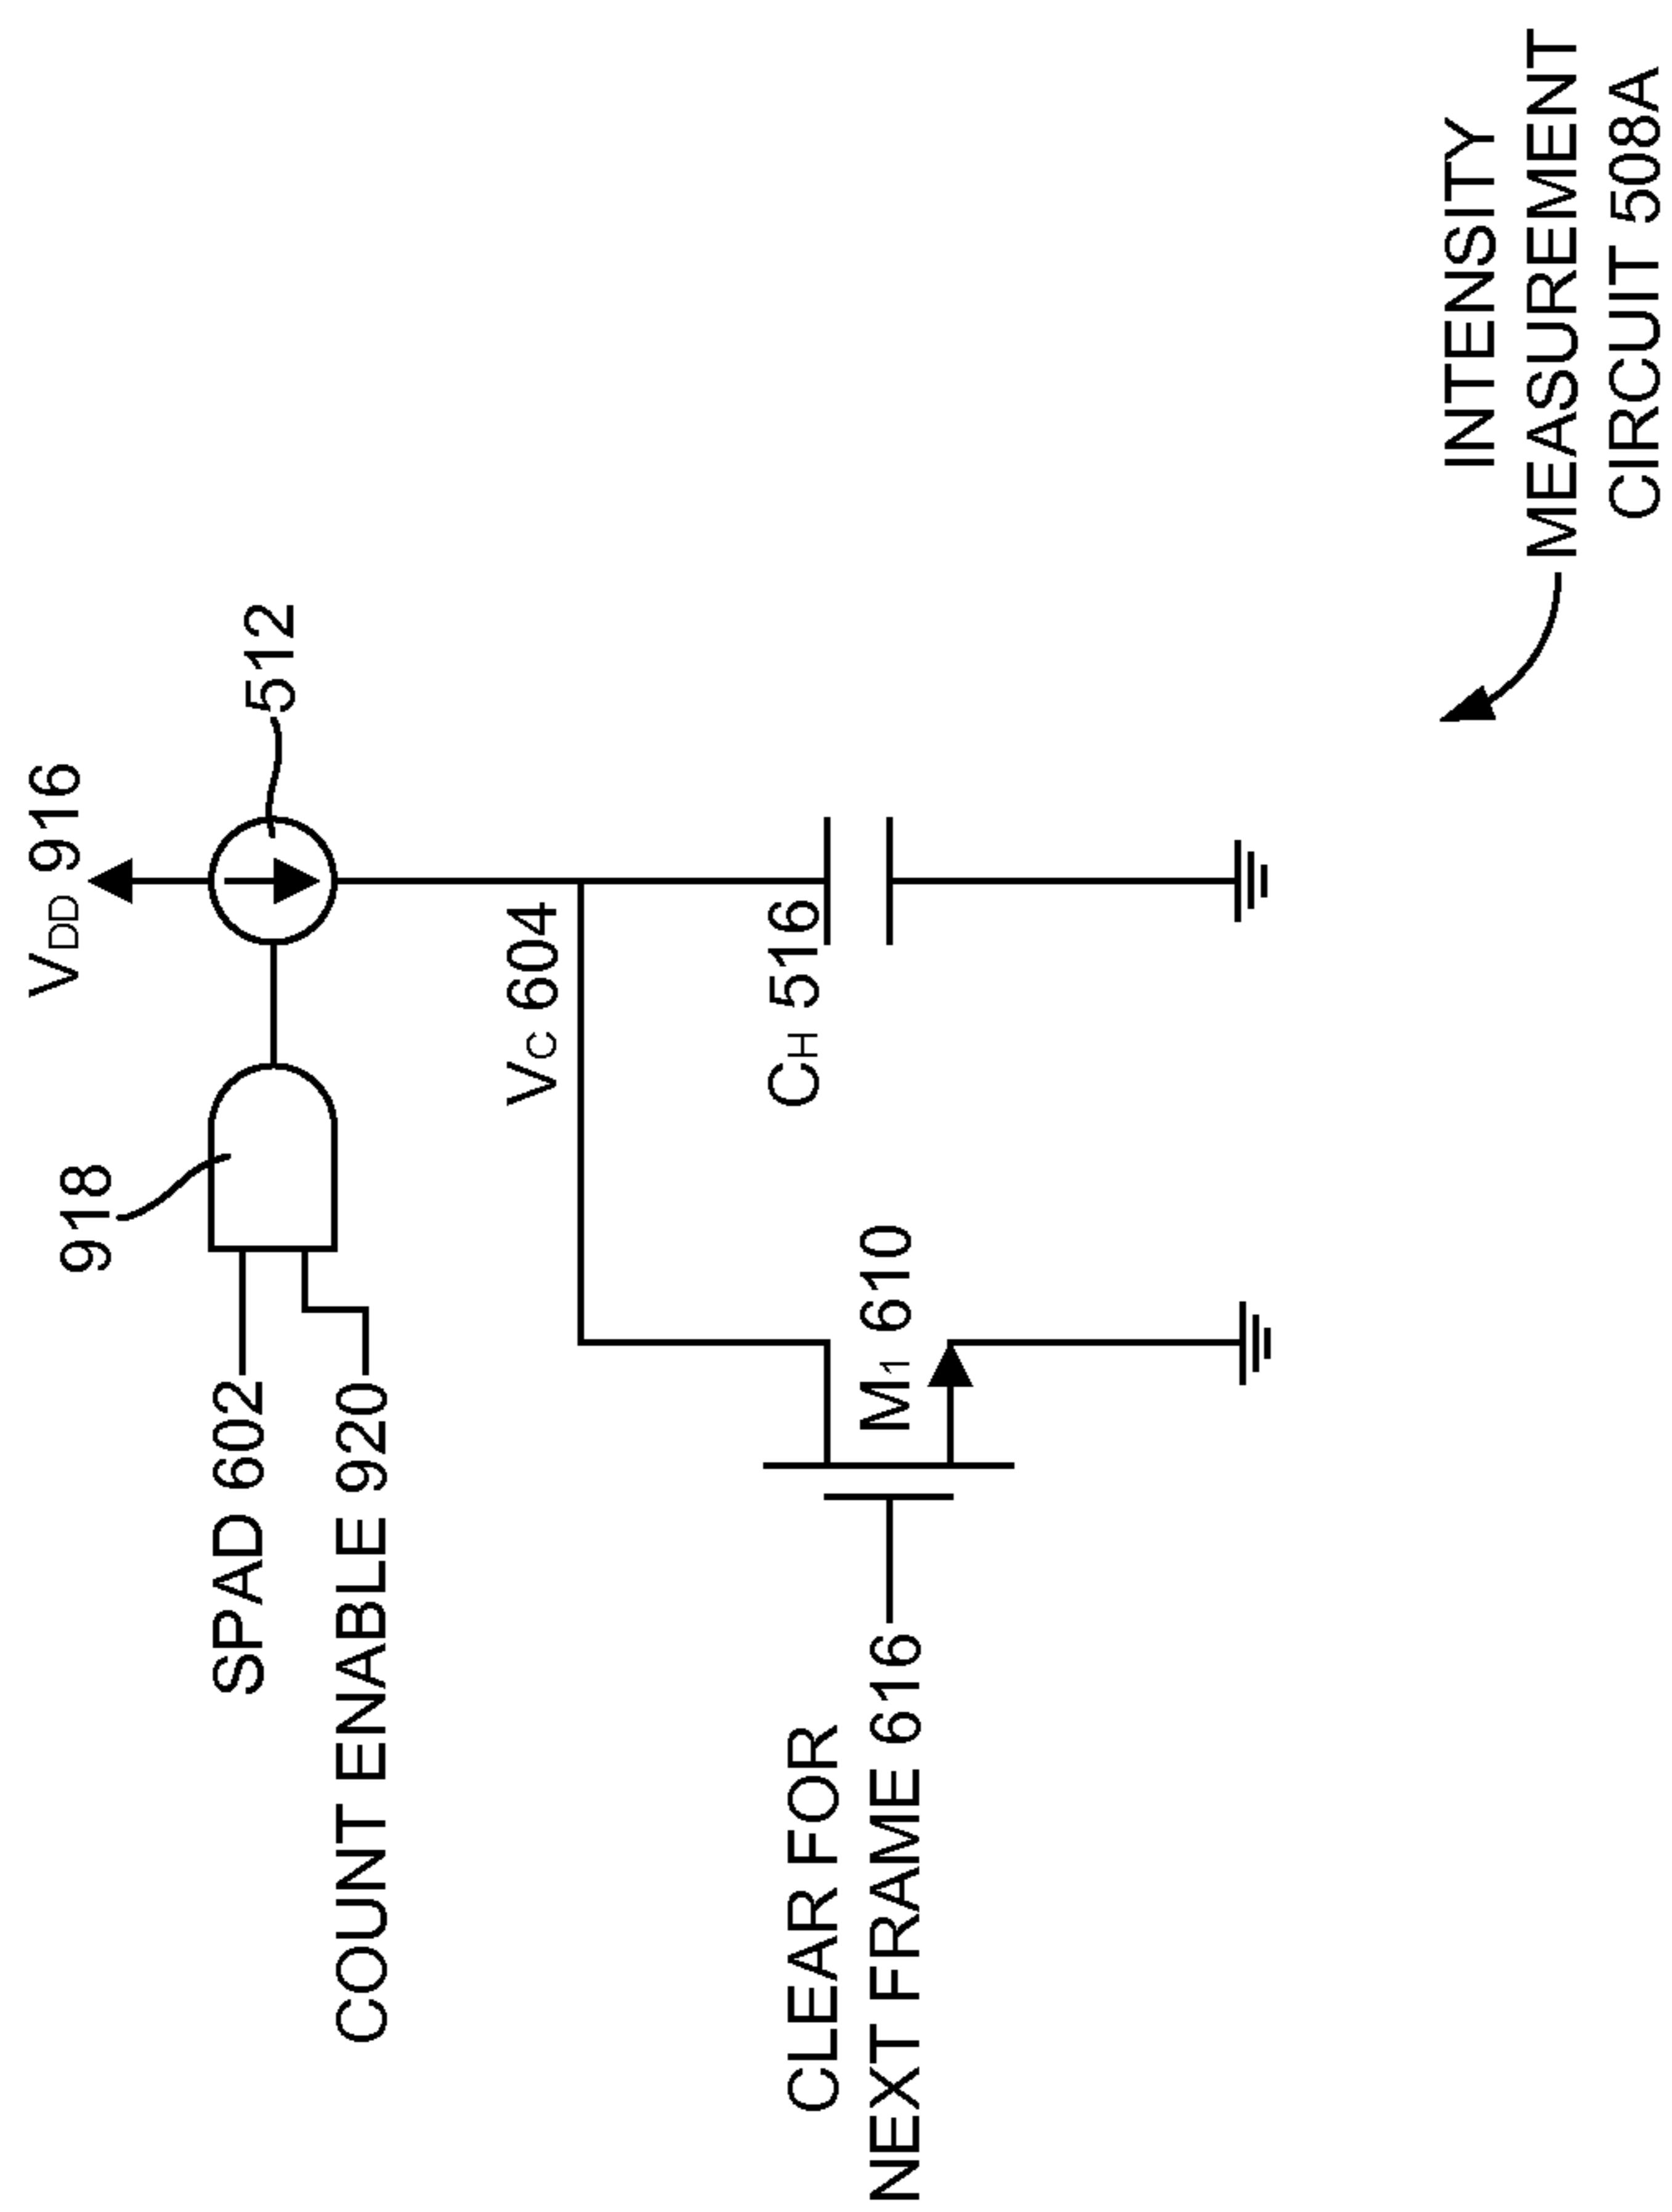 VDD 916
918
512
SPAD 602
COUNT ENABLE 920
VC 604
CH 516
CLEAR FOR
NEXT FRAME 616
M1 610
INTENSITY
MEASUREMENT
CIRCUIT 508A